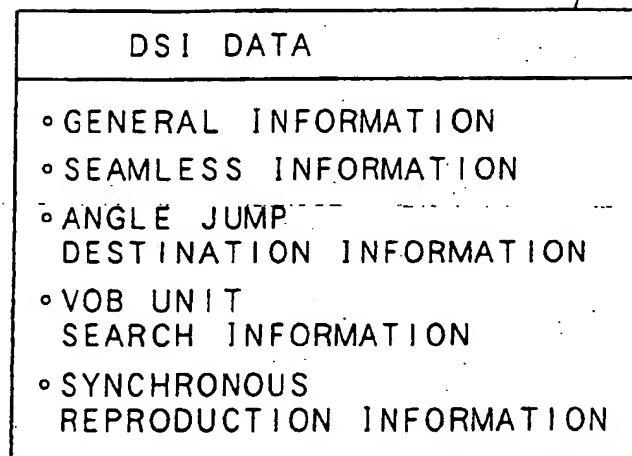 DSI DATA
∘GENERAL INFORMATION
∘SEAMLESS INFORMATION
∘ANGLE JUMP
DESTINATION INFORMATION
∘VOB UNIT
SEARCH INFORMATION
∘SYNCHRONOUS
REPRODUCTION INFORMATION